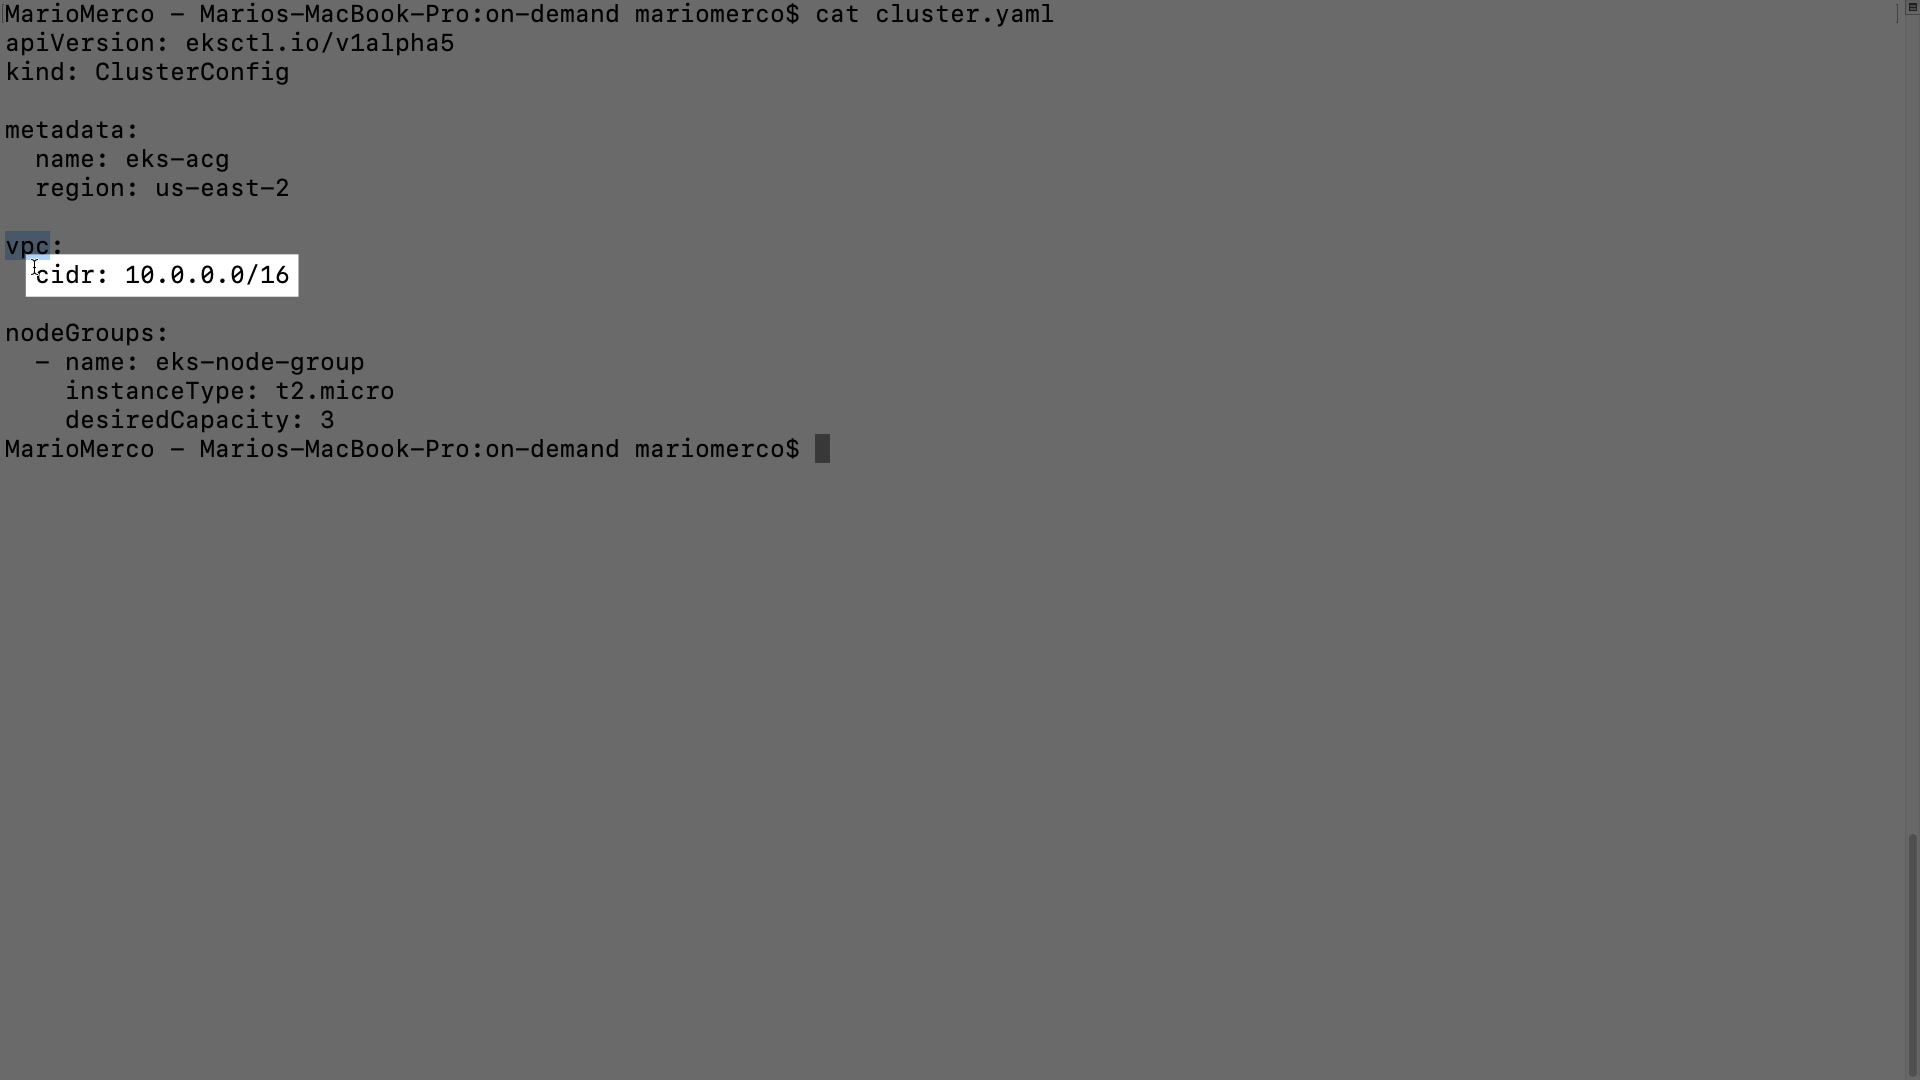 MarioMerco - Marios-MacBook-Pro:on-demand mariomerco$ cat cluster.yaml
apiVersion: eksctl.io/v1alpha5
kind: ClusterConfig
metadata:
  name: eks-acg
  region: us-east-2
vpc:
  cidr: 10.0.0.0/16
nodeGroups:
  - name: eks-node-group
    instanceType: t2.micro
    desiredCapacity: 3
MarioMerco - Marios-MacBook-Pro:on-demand mariomerco$